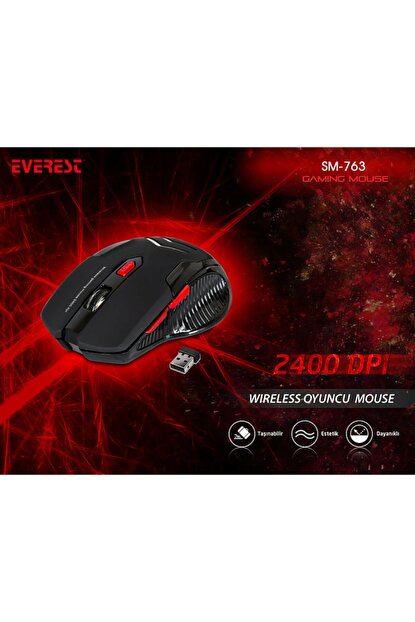 EVEREST
SM-763
GAMING MOUSE
2400 DPI
WIRELESS OYUNCU MOUSE
Taşınabilir
Estetik
Dayanıklı